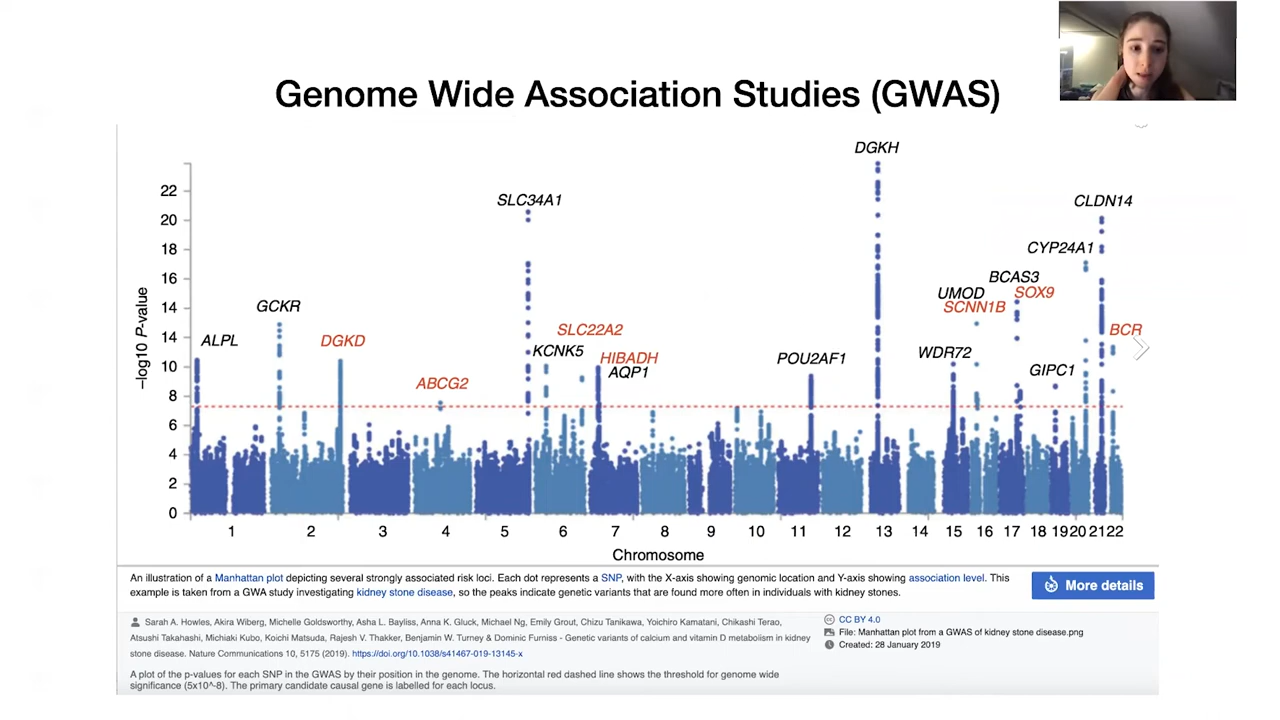 Genome Wide Association Studies (GWAS)
DGKH
SLC34A1
CLDN14
CYP24A1
BCAS3
UMOD
SOX9
SCNN1B
GCKR
ALPL
DGKD
SLC22A2
KCNK5
HIBADH
AQP1
ABCG2
POU2AF1
WDR72
GIPC1
BCR
–log10 P-value
22
20
18
16
14
12
10
8
6
4
2
0
1 2 3 4 5 6 7 8 9 10 11 12 13 14 15 16 17 18 19 20 21 22
Chromosome
An illustration of a Manhattan plot depicting several strongly associated risk loci. Each dot represents a SNP, with the X-axis showing genomic location and Y-axis showing association level. This
example is taken from a GWA study investigating kidney stone disease, so the peaks indicate genetic variants that are found more often in individuals with kidney stones.
More details
Sarah A. Howles, Akira Wiberg, Michelle Goldsworthy, Asha L. Bayliss, Anna K. Gluck, Michael Ng, Emily Grout, Chizu Tanikawa, Yoichiro Kamatani, Chikashi Terao,
Atsushi Takahashi, Michiaki Kubo, Koichi Matsuda, Rajesh V. Thakker, Benjamin W. Turney & Dominic Furniss - Genetic variants of calcium and vitamin D metabolism in kidney
stone disease. Nature Communications 10, 5175 (2019). https://doi.org/10.1038/s41467-019-13145-x
CC BY 4.0
File: Manhattan plot from a GWAS of kidney stone disease.png
Created: 28 January 2019
A plot of the p-values for each SNP in the GWAS by their position in the genome. The horizontal red dashed line shows the threshold for genome wide
significance (5x10^-8). The primary candidate causal gene is labelled for each locus.